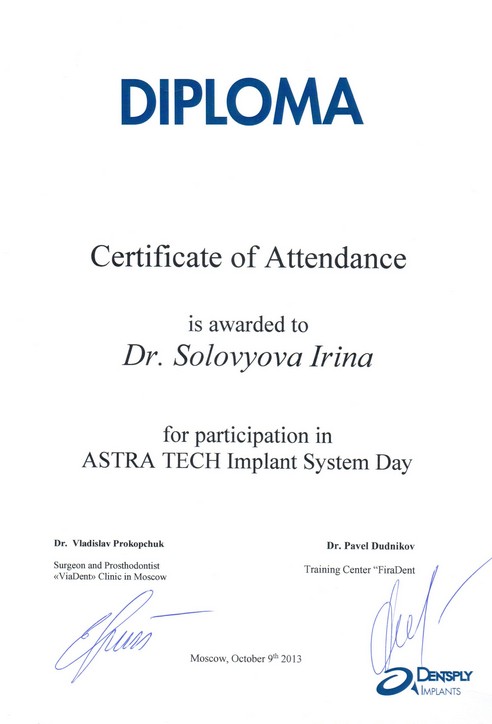 DIPLOMA
Certificate of Attendance
is awarded to
Dr. Solovyova Irina
for participation in
ASTRA TECH Implant System Day
Dr. Vladislav Prokopchuk
Surgeon and Prosthodontist
«ViaDent» Clinic in Moscow
Dr. Pavel Dudnikov
Training Center "FiraDent
Moscow, October 9th 2013
DENTSPLY
IMPLANTS